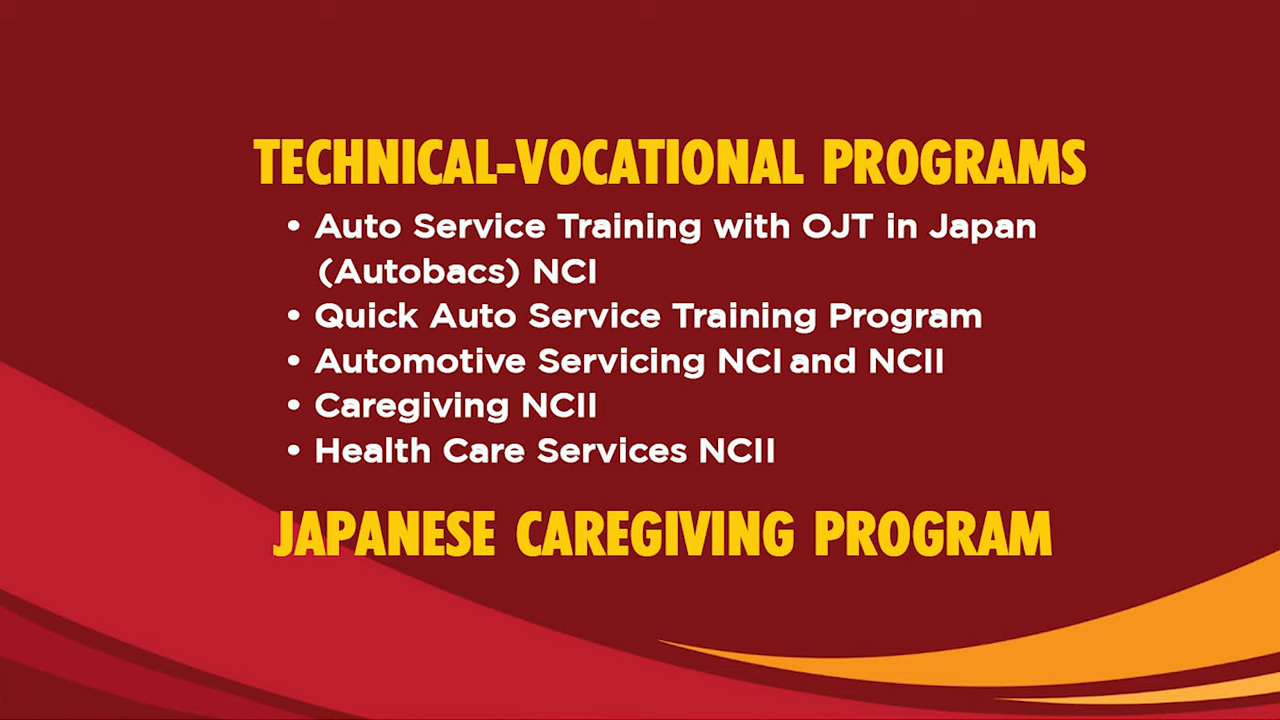 TECHNICAL-VOCATIONAL PROGRAMS
• Auto Service Training with OJT in Japan
(Autobacs) NCI
• Quick Auto Service Training Program
• Automotive Servicing NCI and NCII
• Caregiving NCII
• Health Care Services NCII
JAPANESE CAREGIVING PROGRAM